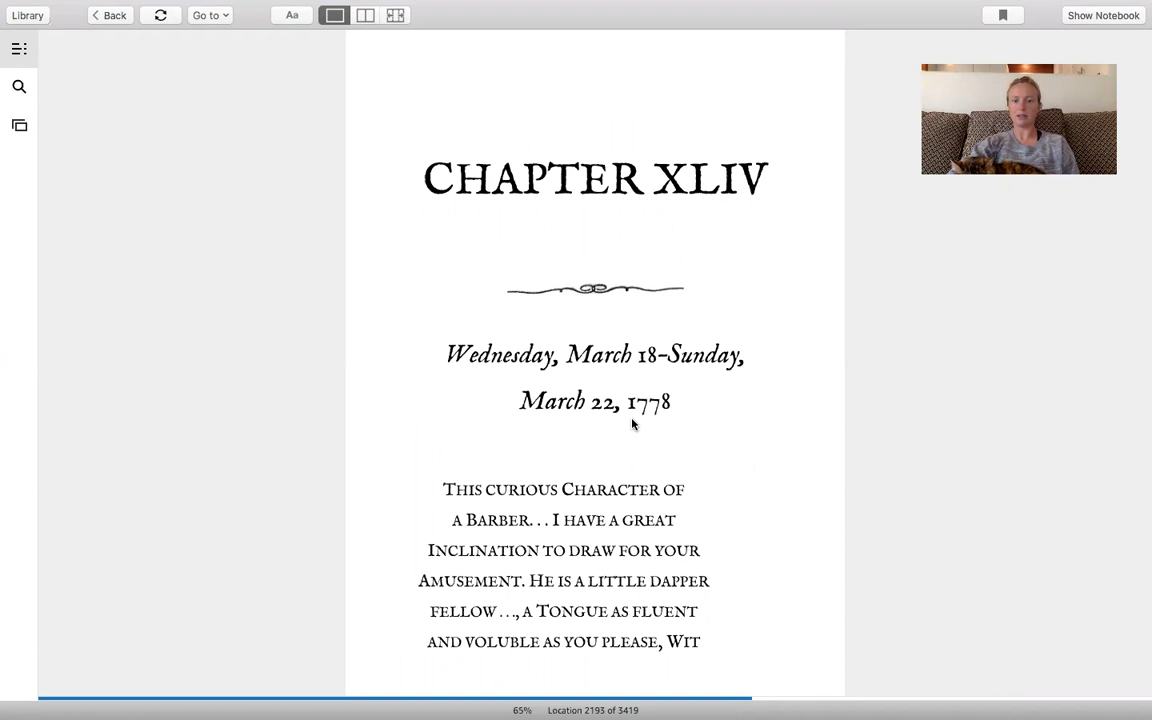 Library
Back
Go to
Aa
Show Notebook
CHAPTER XLIV
Wednesday, March 18–Sunday,
March 22, 1778
THIS CURIOUS CHARACTER OF
A BARBER. . . I HAVE A GREAT
INCLINATION TO DRAW FOR YOUR
AMUSEMENT. HE IS A LITTLE DAPPER
FELLOW . . ., A TONGUE AS FLUENT
AND VOLUBLE AS YOU PLEASE, WIT
65% Location 2193 of 3419